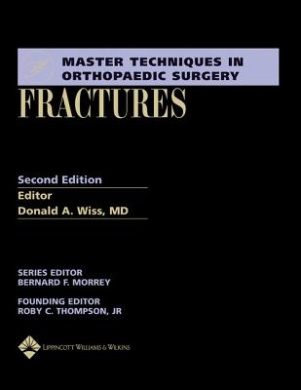 MASTER TECHNIQUES IN
ORTHOPAEDIC SURGERY
FRACTURES
Second Edition
Editor
Donald A. Wiss, MD
SERIES EDITOR
BERNARD F. MORREY
FOUNDING EDITOR
ROBY C. THOMPSON, JR
LIPPINCOTT WILLIAMS & WILKINS